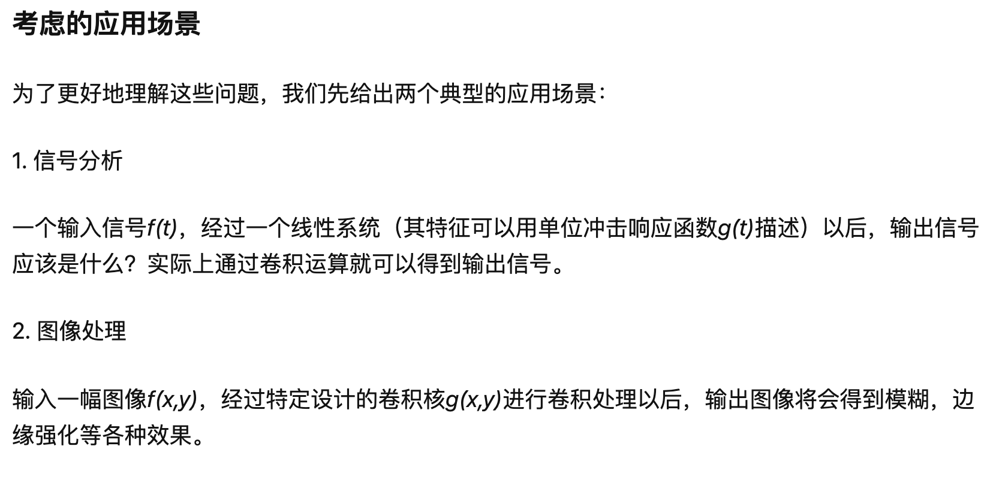 考虑的应用场景
为了更好地理解这些问题，我们先给出两个典型的应用场景：
1. 信号分析
一个输入信号f(t)，经过一个线性系统（其特征可以用单位冲击响应函数g(t)描述）以后，输出信号
应该是什么？实际上通过卷积运算就可以得到输出信号。
2. 图像处理
输入一幅图像f(x,y)，经过特定设计的卷积核g(x,y)进行卷积处理以后，输出图像将会得到模糊，边
缘强化等各种效果。